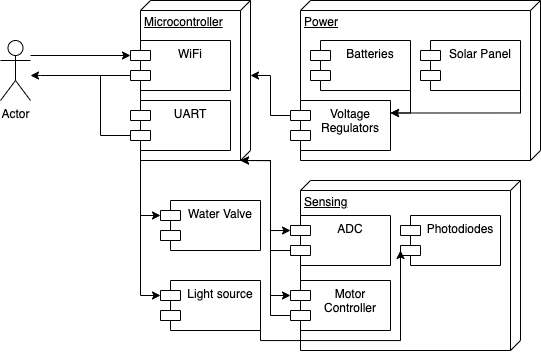 Microcontroller
Power
WiFi
Batteries
Solar Panel
Actor
UART
Voltage
Regulators
Sensing
Water Valve
ADC
Photodiodes
Light source
Motor
Controller